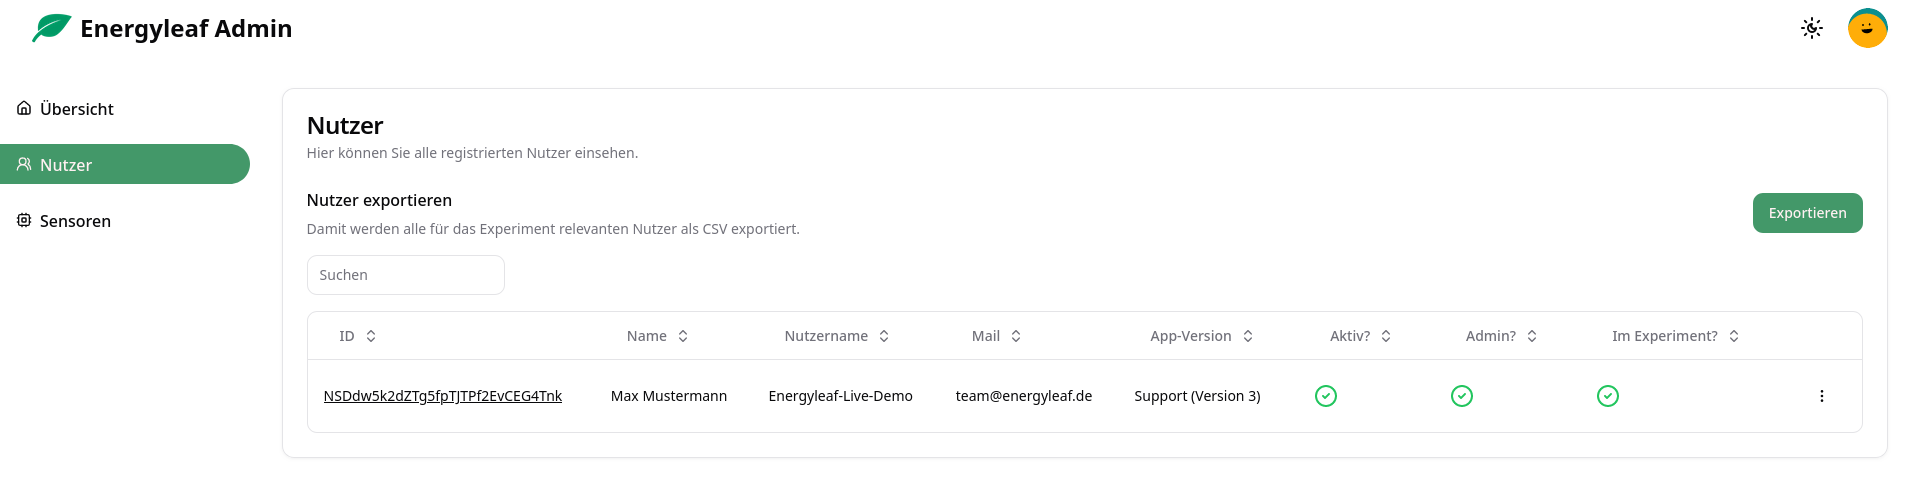 Energyleaf Admin
Übersicht
Nutzer
Sensoren
Nutzer
Hier können Sie alle registrierten Nutzer einsehen.
Nutzer exportieren
Damit werden alle für das Experiment relevanten Nutzer als CSV exportiert.
Exportieren
Suchen
ID Name Nutzername Mail App-Version Aktiv? Admin? Im Experiment?
NSDdw5k2dZTg5fpTJTPf2EvCEG4Tnk Max Mustermann Energyleaf-Live-Demo team@energyleaf.de Support (Version 3)